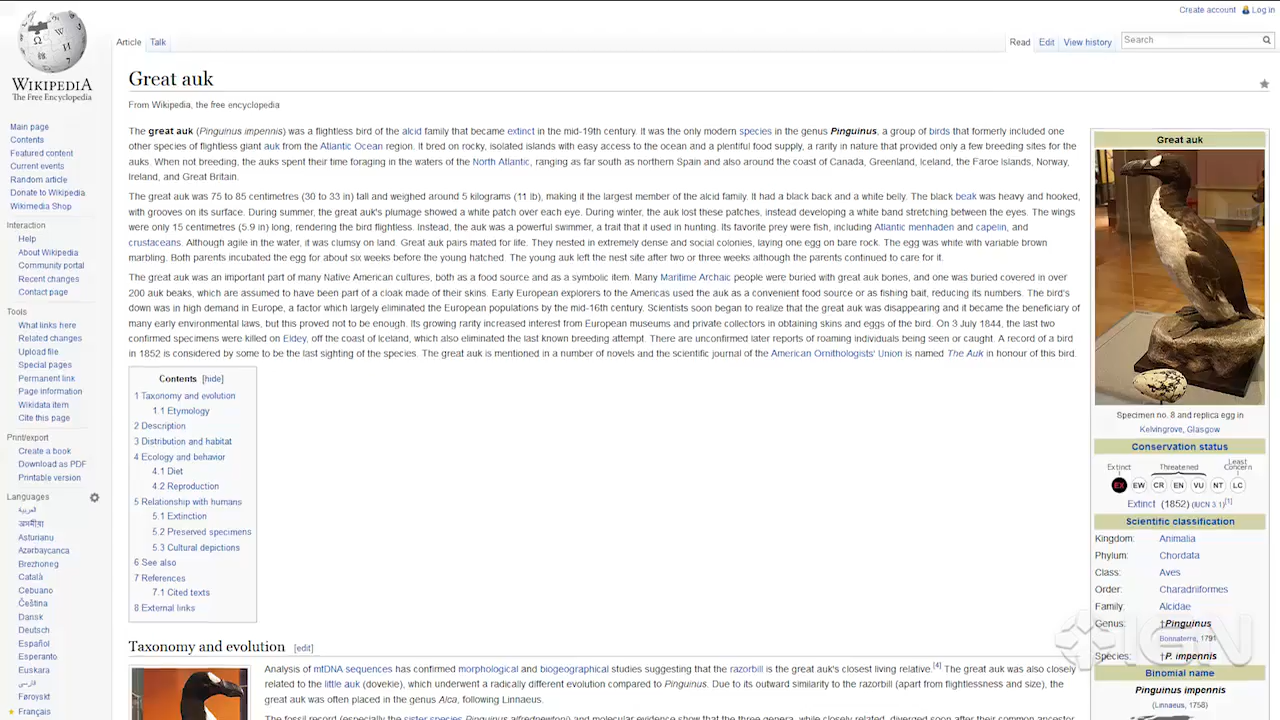 Create account Log in
Article Talk Read Edit View history Search
WIKIPEDIA
The Free Encyclopedia
Main page
Contents
Featured content
Current events
Random article
Donate to Wikipedia
Wikimedia Shop
Interaction
Help
About Wikipedia
Community portal
Recent changes
Contact page
Tools
What links here
Related changes
Upload file
Special pages
Permanent link
Page information
Wikidata item
Cite this page
Print/export
Create a book
Download as PDF
Printable version
Languages
العربية
অসমীয়া
Asturianu
Azərbaycanca
Brezhoneg
Català
Cebuano
Čeština
Dansk
Deutsch
Español
Esperanto
Euskara
فارسی
Føroyskt
Français
Great auk
From Wikipedia, the free encyclopedia
The great auk (Pinguinus impennis) was a flightless bird of the alcid family that became extinct in the mid-19th century. It was the only modern species in the genus Pinguinus, a group of birds that formerly included one
other species of flightless giant auk from the Atlantic Ocean region. It bred on rocky, isolated islands with easy access to the ocean and a plentiful food supply, a rarity in nature that provided only a few breeding sites for the
auks. When not breeding, the auks spent their time foraging in the waters of the North Atlantic, ranging as far south as northern Spain and also around the coast of Canada, Greenland, Iceland, the Faroe Islands, Norway,
Ireland, and Great Britain.
The great auk was 75 to 85 centimetres (30 to 33 in) tall and weighed around 5 kilograms (11 lb), making it the largest member of the alcid family. It had a black back and a white belly. The black beak was heavy and hooked,
with grooves on its surface. During summer, the great auk's plumage showed a white patch over each eye. During winter, the auk lost these patches, instead developing a white band stretching between the eyes. The wings
were only 15 centimetres (5.9 in) long, rendering the bird flightless. Instead, the auk was a powerful swimmer, a trait that it used in hunting. Its favorite prey were fish, including Atlantic menhaden and capelin, and
crustaceans. Although agile in the water, it was clumsy on land. Great auk pairs mated for life. They nested in extremely dense and social colonies, laying one egg on bare rock. The egg was white with variable brown
marbling. Both parents incubated the egg for about six weeks before the young hatched. The young auk left the nest site after two or three weeks although the parents continued to care for it.
The great auk was an important part of many Native American cultures, both as a food source and as a symbolic item. Many Maritime Archaic people were buried with great auk bones, and one was buried covered in over
200 auk beaks, which are assumed to have been part of a cloak made of their skins. Early European explorers to the Americas used the auk as a convenient food source or as fishing bait, reducing its numbers. The bird's
down was in high demand in Europe, a factor which largely eliminated the European populations by the mid-16th century. Scientists soon began to realize that the great auk was disappearing and it became the beneficiary of
many early environmental laws, but this proved not to be enough. Its growing rarity increased interest from European museums and private collectors in obtaining skins and eggs of the bird. On 3 July 1844, the last two
confirmed specimens were killed on Eldey, off the coast of Iceland, which also eliminated the last known breeding attempt. There are unconfirmed later reports of roaming individuals being seen or caught. A record of a bird
in 1852 is considered by some to be the last sighting of the species. The great auk is mentioned in a number of novels and the scientific journal of the American Ornithologists' Union is named The Auk in honour of this bird.
Contents [hide]
1 Taxonomy and evolution
1.1 Etymology
2 Description
3 Distribution and habitat
4 Ecology and behavior
4.1 Diet
4.2 Reproduction
5 Relationship with humans
5.1 Extinction
5.2 Preserved specimens
5.3 Cultural depictions
6 See also
7 References
7.1 Cited texts
8 External links
Taxonomy and evolution [edit]
Analysis of mtDNA sequences has confirmed morphological and biogeographical studies suggesting that the razorbill is the great auk's closest living relative.[4] The great auk was also closely
related to the little auk (dovekie), which underwent a radically different evolution compared to Pinguinus. Due to its outward similarity to the razorbill (apart from flightlessness and size), the
great auk was often placed in the genus Alca, following Linnaeus.
The fossil record (especially the sister species Pinguinus alfrednewtoni) and molecular evidence show that the three genera, while closely related, diverged soon after their common ancestor
Great auk
Specimen no. 8 and replica egg in
Kelvingrove, Glasgow
Conservation status
Extinct Threatened Least Concern
EX EW CR EN VU NT LC
Extinct (1852) (IUCN 3.1)[1]
Scientific classification
Kingdom: Animalia
Phylum: Chordata
Class: Aves
Order: Charadriiformes
Family: Alcidae
Genus: †Pinguinus
Bonnaterre, 1791
Species: †P. impennis
Binomial name
Pinguinus impennis
(Linnaeus, 1758)
IGN